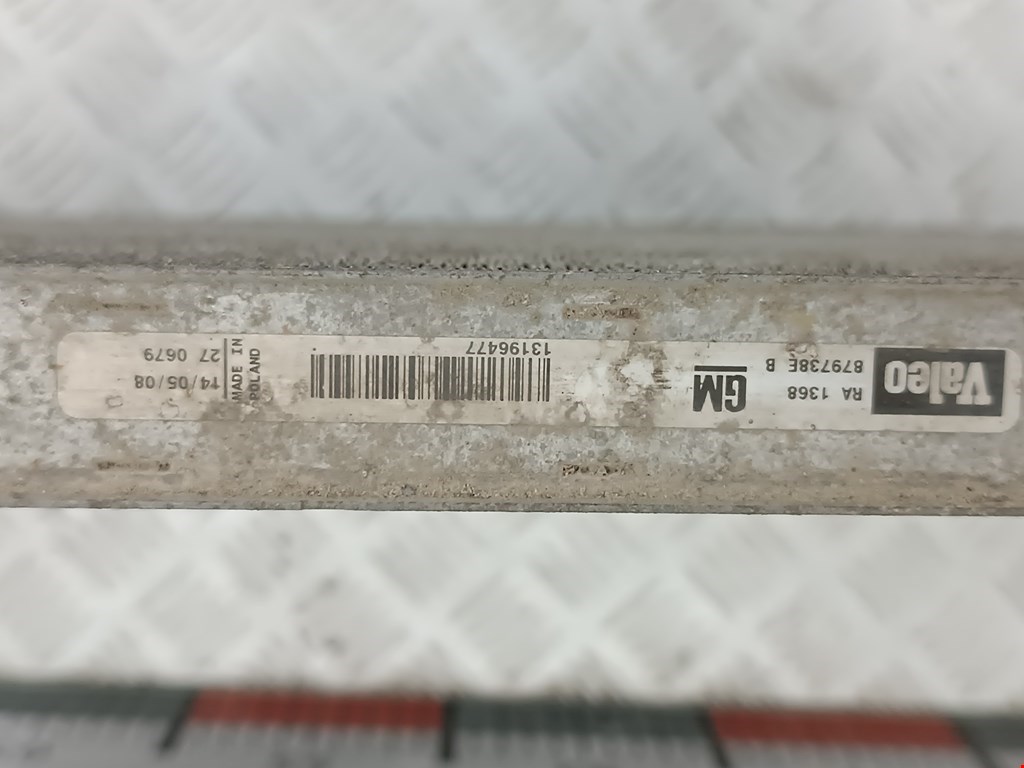 Valeo
RA 1368
879738E B
GM
13196477
MADE IN
POLAND
14/05/08
27 0679